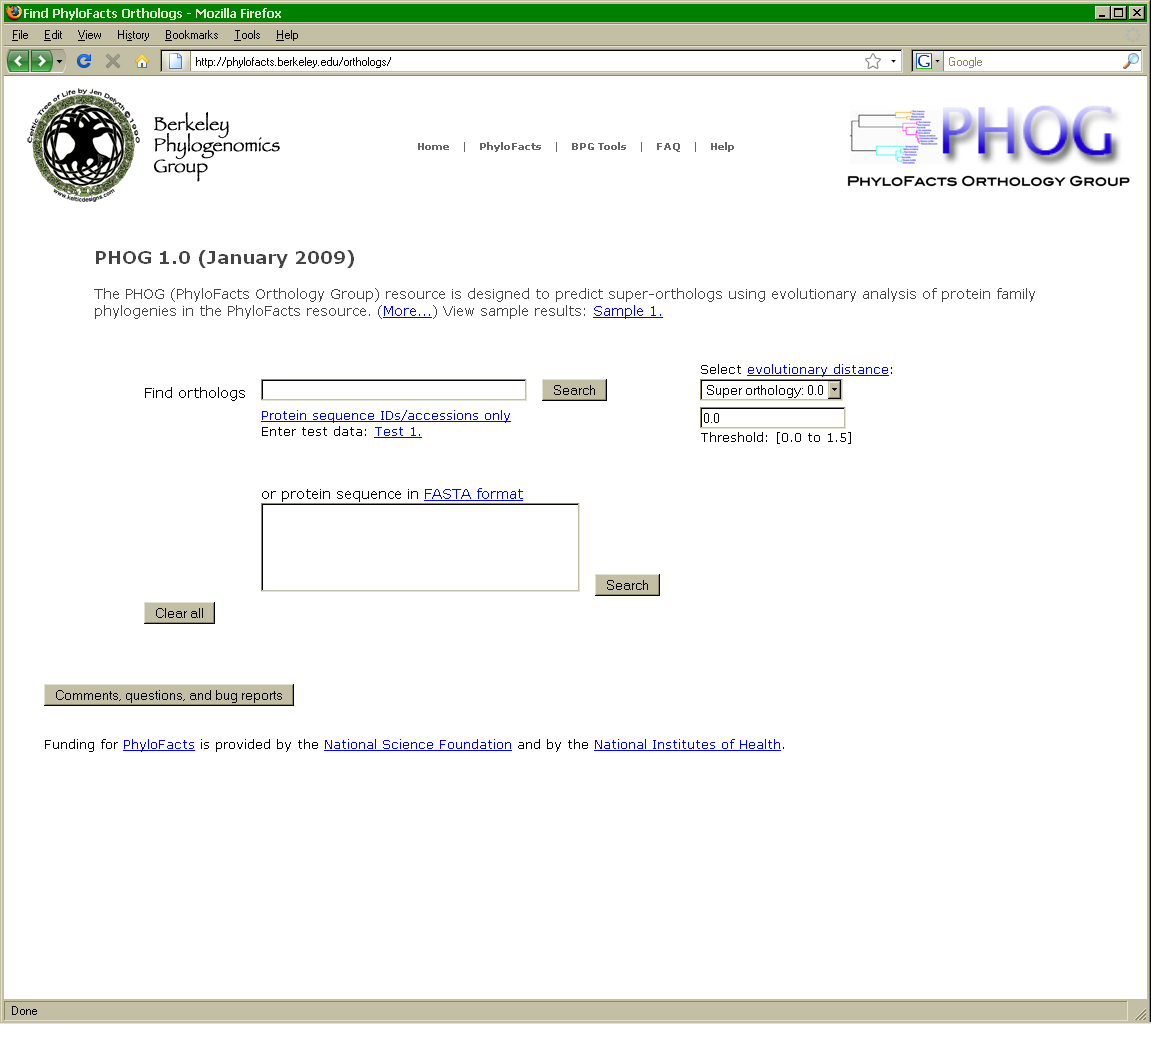 Find PhyloFacts Orthologs - Mozilla Firefox
File Edit View History Bookmarks Tools Help
http://phylofacts.berkeley.edu/orthologs/
G Google
Celtic Tree of Life by Jen Delyth © 1990
www.kelticdesigns.com
Berkeley
Phylogenomics
Group
Home | PhyloFacts | BPG Tools | FAQ | Help
PHOG
PHYLOFACTS ORTHOLOGY GROUP
PHOG 1.0 (January 2009)
The PHOG (PhyloFacts Orthology Group) resource is designed to predict super-orthologs using evolutionary analysis of protein family
phylogenies in the PhyloFacts resource. (More...) View sample results: Sample 1.
Select evolutionary distance:
Find orthologs Search Super orthology: 0.0
0.0
Protein sequence IDs/accessions only
Enter test data: Test 1.
Threshold: [0.0 to 1.5]
or protein sequence in FASTA format
Search
Clear all
Comments, questions, and bug reports
Funding for PhyloFacts is provided by the National Science Foundation and by the National Institutes of Health.
Done